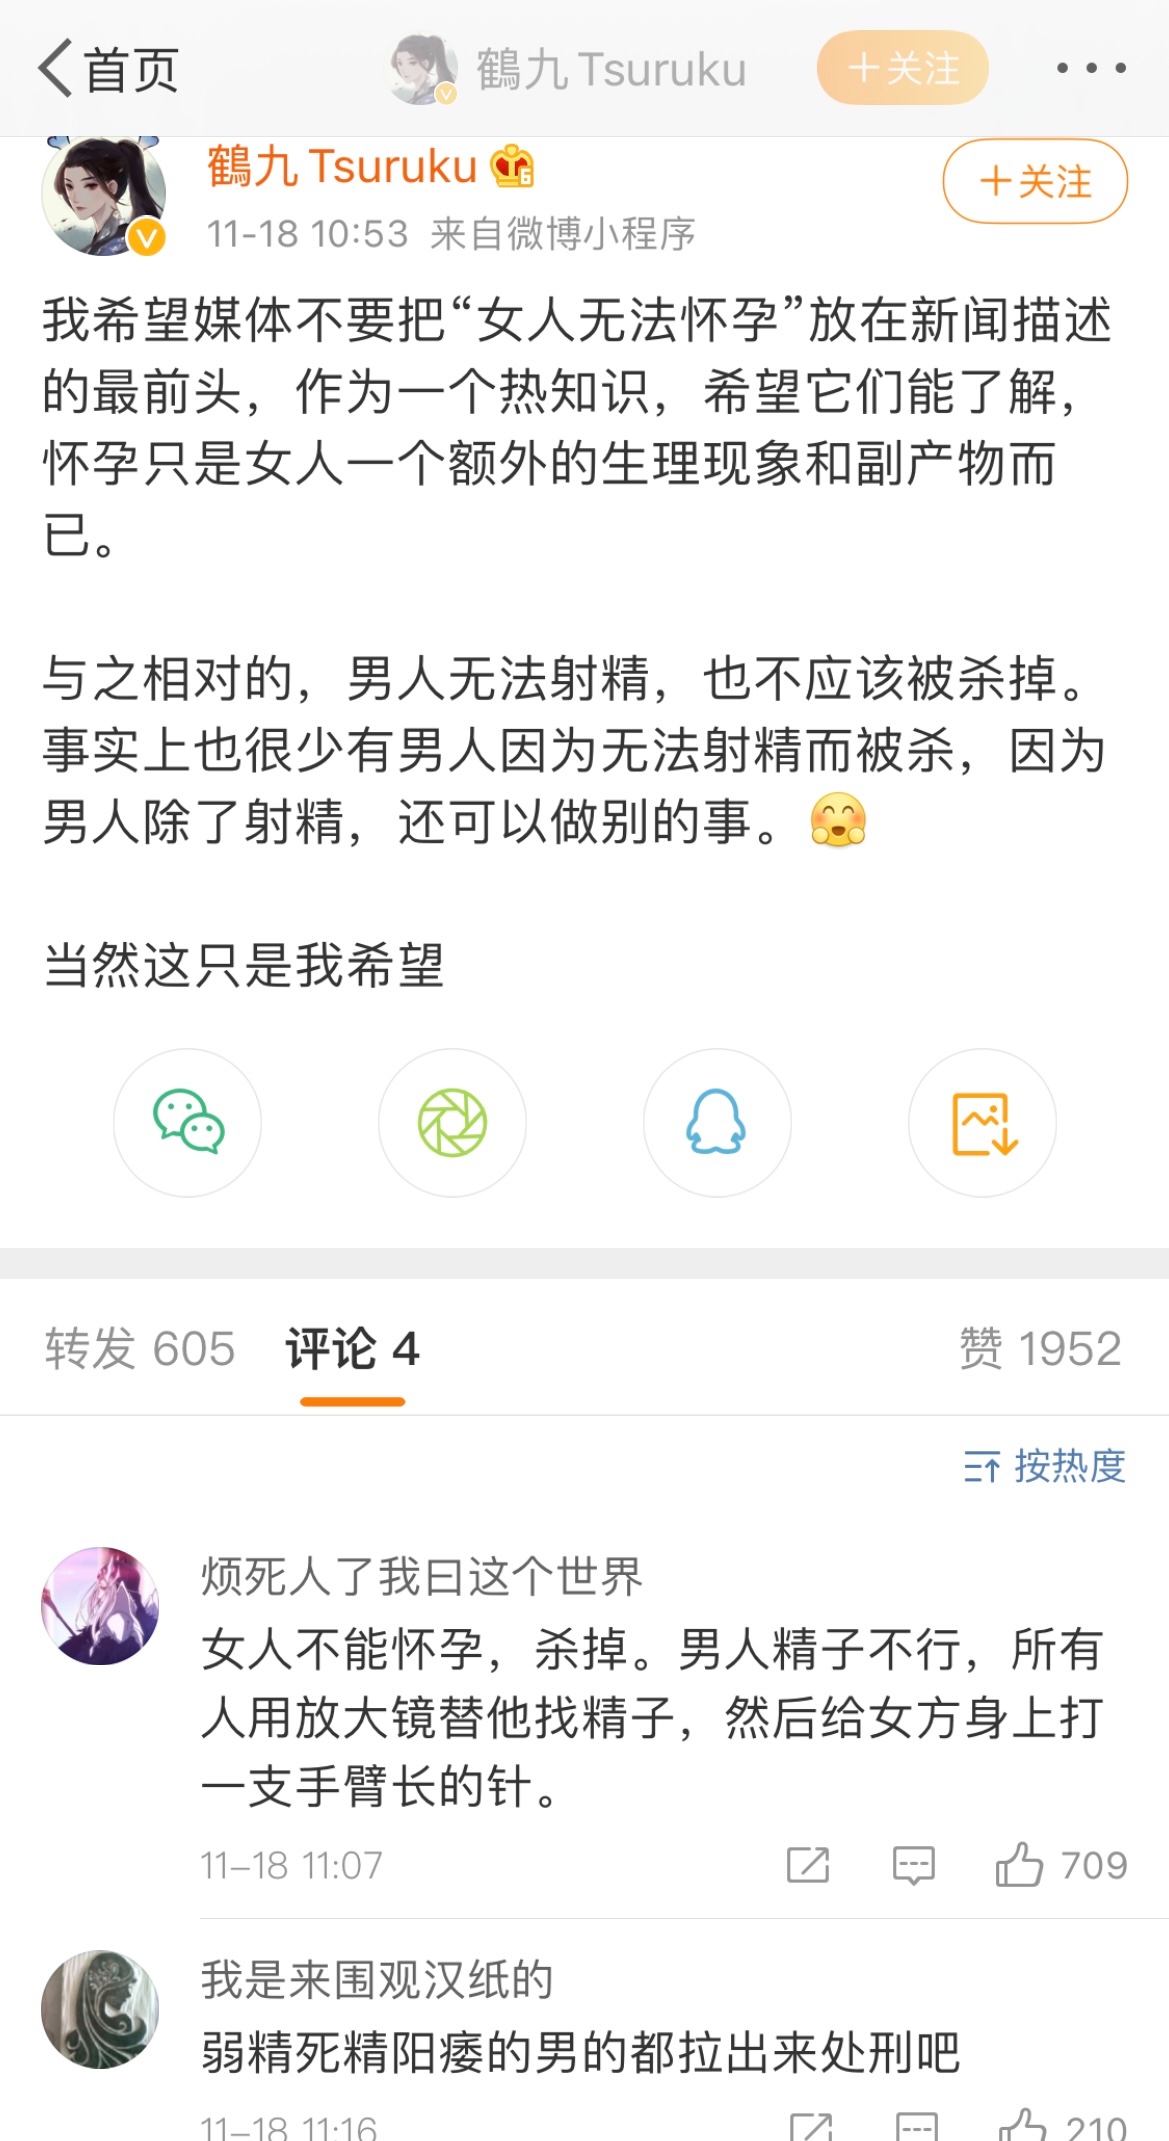 首页
鶴九 Tsuruku
+关注
鶴九 Tsuruku
+关注
11-18 10:53 来自微博小程序
我希望媒体不要把“女人无法怀孕”放在新闻描述
的最前头，作为一个热知识，希望它们能了解，
怀孕只是女人一个额外的生理现象和副产物而
已。
与之相对的，男人无法射精，也不应该被杀掉。
事实上也很少有男人因为无法射精而被杀，因为
男人除了射精，还可以做别的事。
当然这只是我希望
转发 605 评论 4 赞 1952
按热度
烦死人了我曰这个世界
女人不能怀孕，杀掉。男人精子不行，所有
人用放大镜替他找精子，然后给女方身上打
一支手臂长的针。
11-18 11:07 709
我是来围观汉纸的
弱精死精阳痿的男的都拉出来处刑吧
11-18 11:16 210